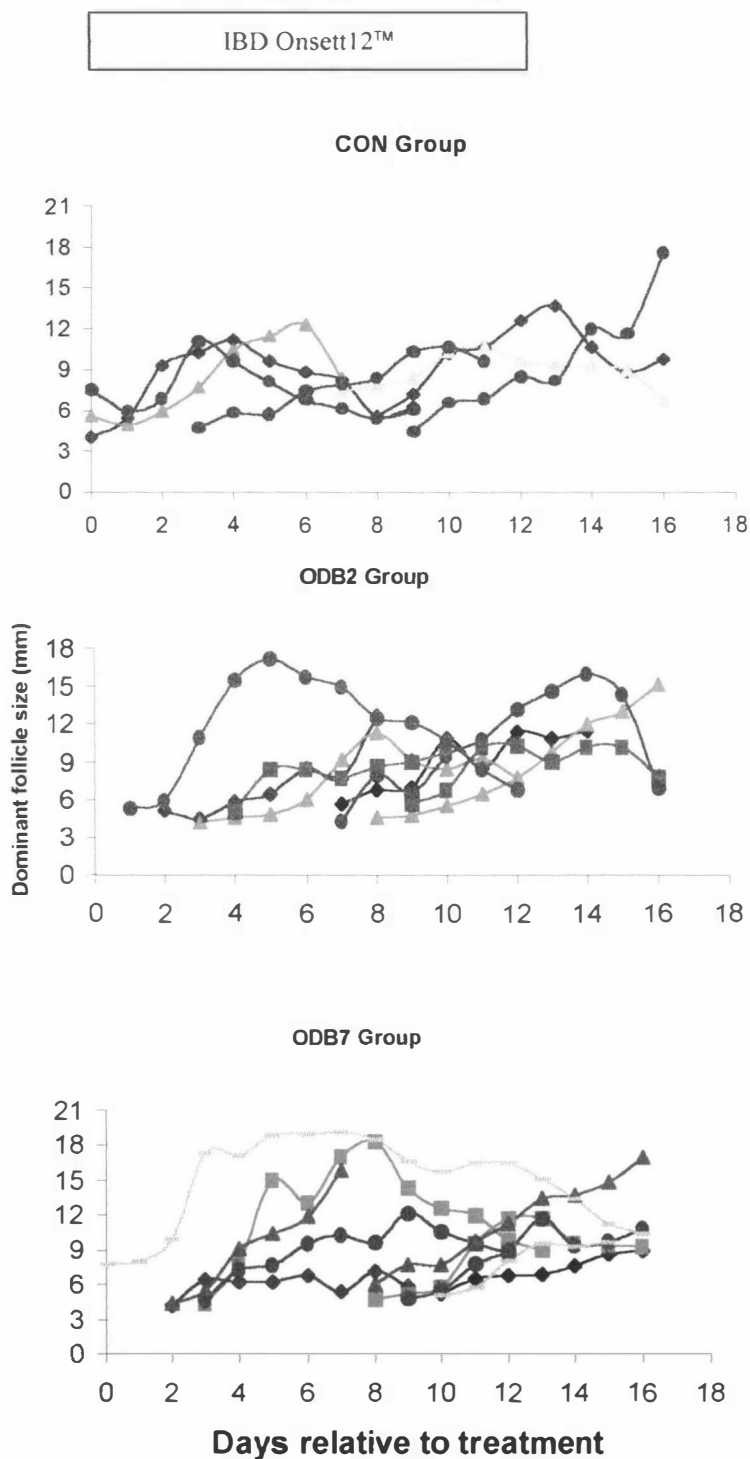 IBD Onsett12™
CON Group
21
18
15
12
9
6
3
0
0 2 4 6 8 10 12 14 16 18
ODB2 Group
Dominant follicle size (mm)
18
15
12
9
6
3
0
0 2 4 6 8 10 12 14 16 18
ODB7 Group
21
18
15
12
9
6
3
0
0 2 4 6 8 10 12 14 16 18
Days relative to treatment